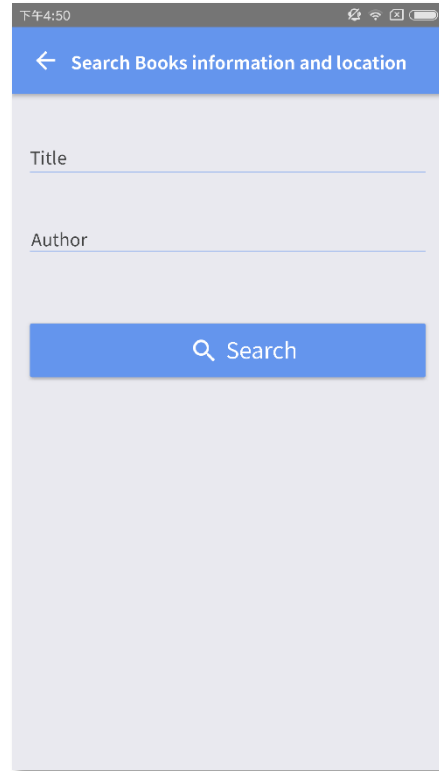 下午4:50
Search Books information and location
Title
Author
Search